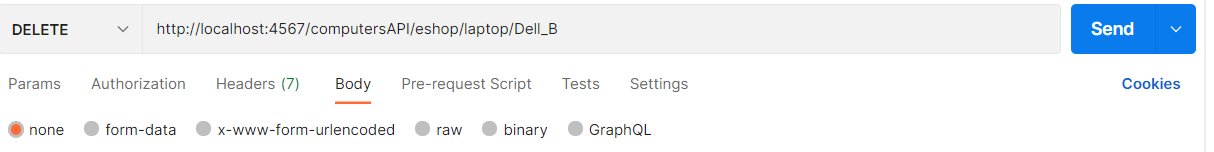 DELETE http://localhost:4567/computersAPI/eshop/laptop/Dell_B Send
Params Authorization Headers (7) Body Pre-request Script Tests Settings Cookies
none form-data x-www-form-urlencoded raw binary GraphQL